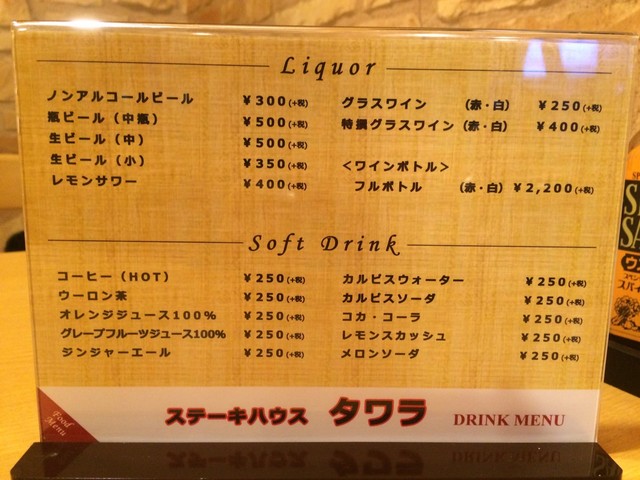 Liquor
ノンアルコールビール ¥300(+税)
瓶ビール（中瓶） ¥500(+税)
生ビール（中） ¥500(+税)
生ビール（小） ¥350(+税)
レモンサワー ¥400(+税)
グラスワイン （赤・白） ¥250(+税)
特撰グラスワイン（赤・白） ¥400(+税)
＜ワインボトル＞
フルボトル （赤・白）¥2,200(+税)
Soft Drink
コーヒー（HOT） ¥250(+税)
ウーロン茶 ¥250(+税)
オレンジジュース100% ¥250(+税)
グレープフルーツジュース100% ¥250(+税)
ジンジャーエール ¥250(+税)
カルピスウォーター ¥250(+税)
カルピスソーダ ¥250(+税)
コカ・コーラ ¥250(+税)
レモンスカッシュ ¥250(+税)
メロンソーダ ¥250(+税)
Food Menu
ステーキハウス タワラ DRINK MENU